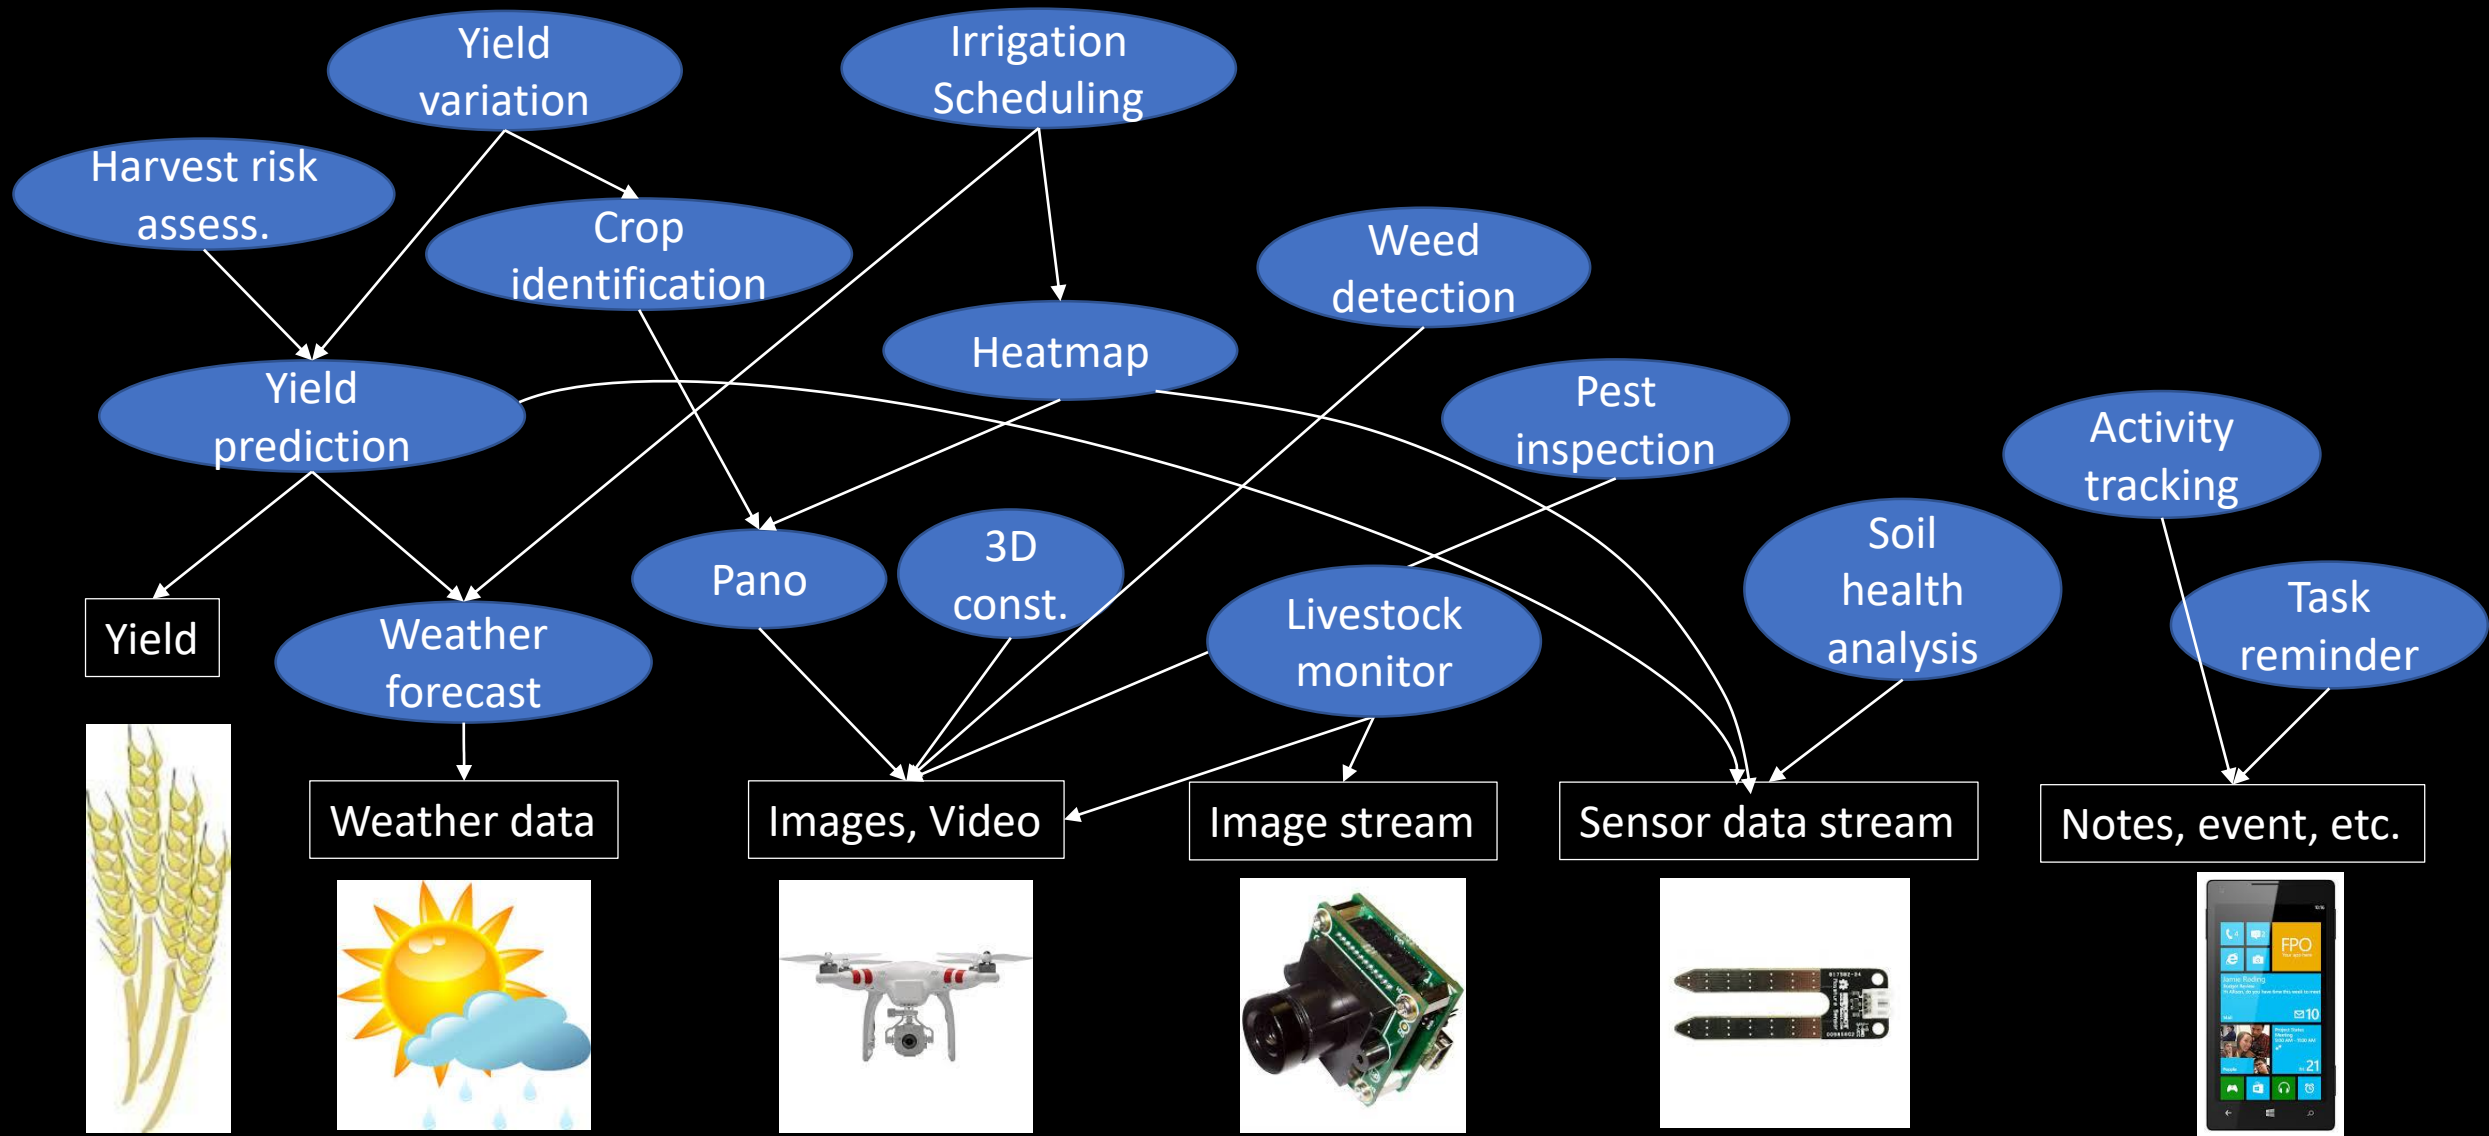 Yield
variation
Irrigation
Scheduling
Harvest risk
assess.
Crop
identification
Weed
detection
Heatmap
Yield
prediction
Pest
inspection
Activity
tracking
Pano
3D
const.
Livestock
monitor
Soil
health
analysis
Task
reminder
Yield
Weather
forecast
Weather data
Images, Video
Image stream
Sensor data stream
Notes, event, etc.
FPO
10
21